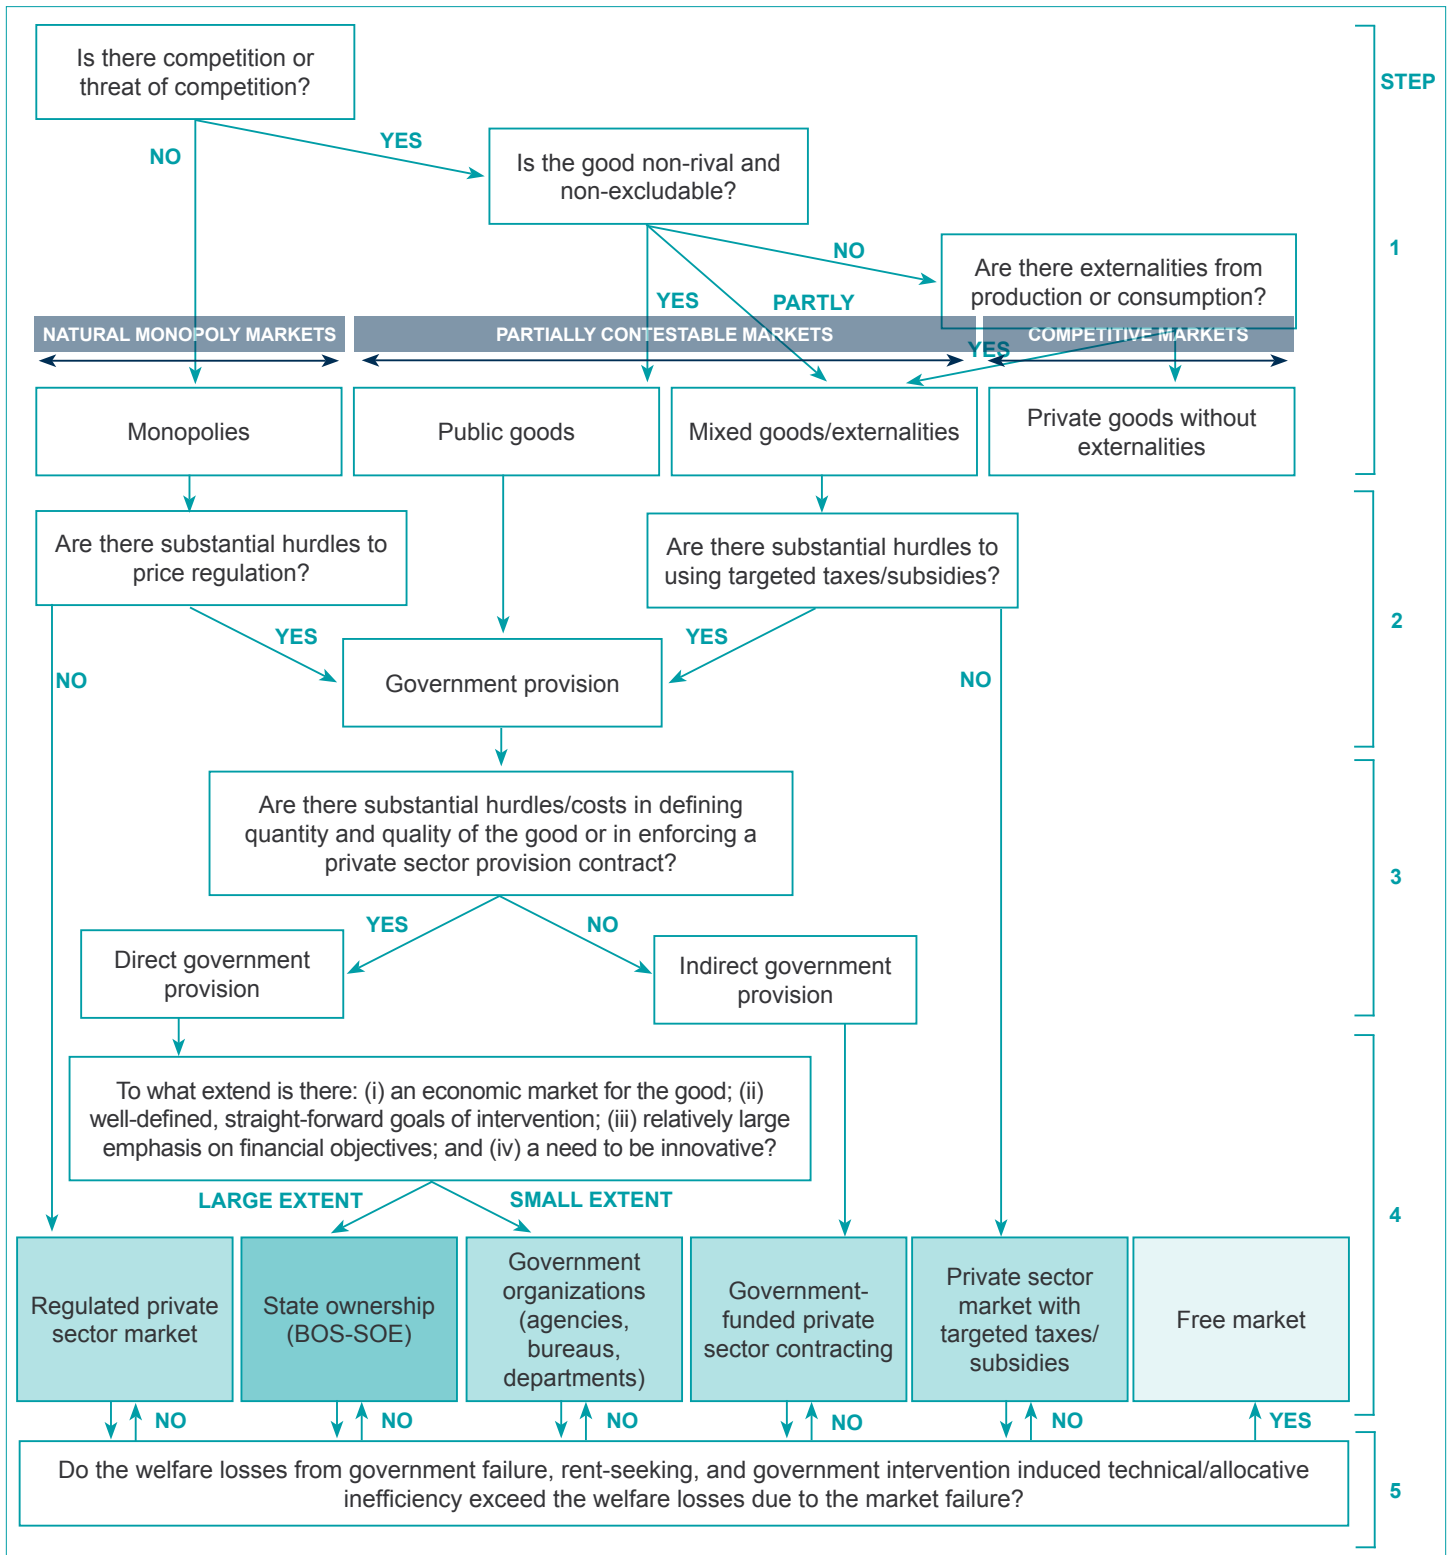 Is there competition or
threat of competition?
STEP
YES
NO
Is the good non-rival and
non-excludable?
NO
1
Are there externalities from
production or consumption?
YES
PARTLY
NATURAL MONOPOLY MARKETS
PARTIALLY CONTESTABLE MARKETS
COMPETITIVE MARKETS
YES
Monopolies
Public goods
Mixed goods/externalities
Private goods without
externalities
Are there substantial hurdles to
price regulation?
Are there substantial hurdles to
using targeted taxes/subsidies?
2
YES
YES
NO
Government provision
NO
Are there substantial hurdles/costs in defining
quantity and quality of the good or in enforcing a
private sector provision contract?
3
YES
NO
Direct government
provision
Indirect government
provision
To what extend is there: (i) an economic market for the good; (ii)
well-defined, straight-forward goals of intervention; (iii) relatively large
emphasis on financial objectives; and (iv) a need to be innovative?
LARGE EXTENT
SMALL EXTENT
4
Regulated private
sector market
State ownership
(BOS-SOE)
Government
organizations
(agencies,
bureaus,
departments)
Government-
funded private
sector contracting
Private sector
market with
targeted taxes/
subsidies
Free market
NO
NO
NO
NO
NO
YES
Do the welfare losses from government failure, rent-seeking, and government intervention induced technical/allocative
inefficiency exceed the welfare losses due to the market failure?
5